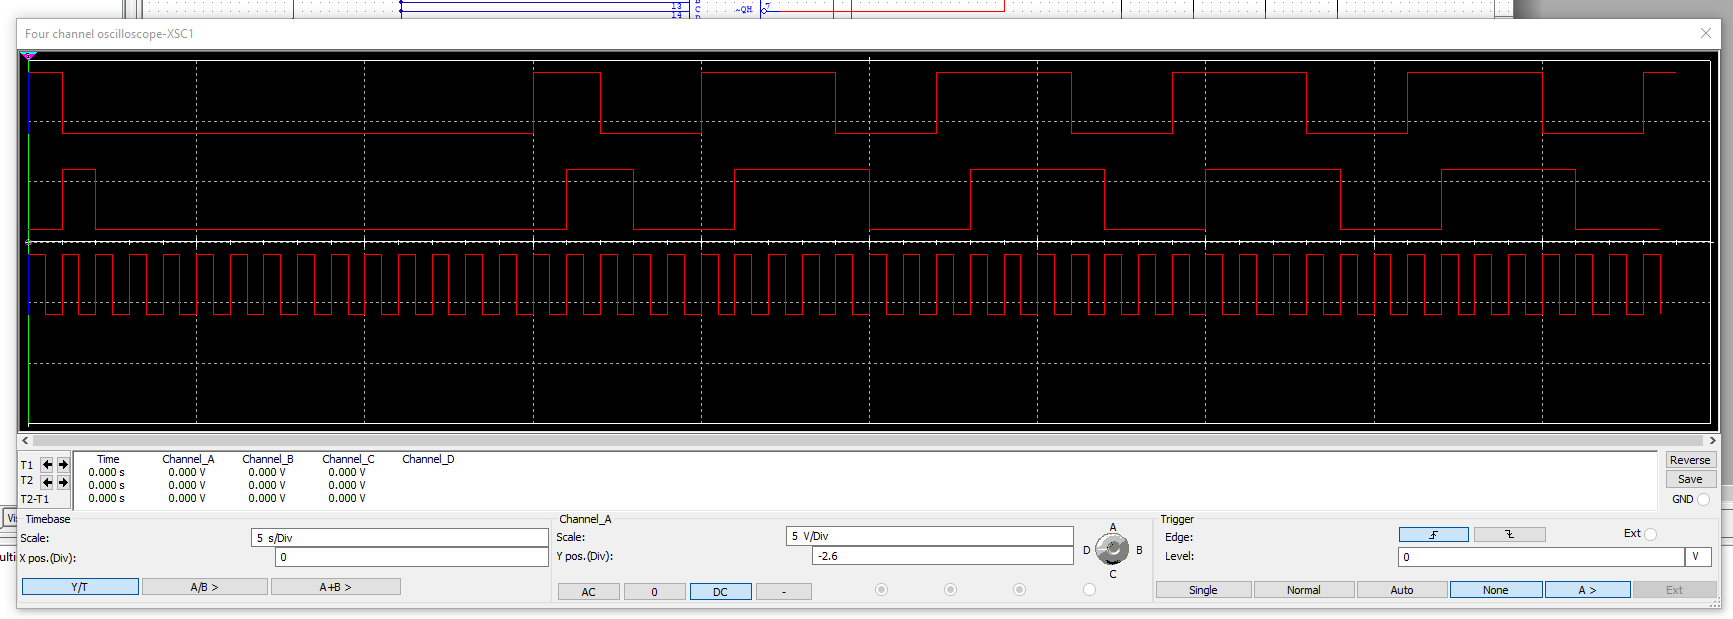 13
14
C
~QH
7
Four channel oscilloscope-XSC1
Time Channel_A Channel_B Channel_C Channel_D
T1 0.000 s 0.000 V 0.000 V 0.000 V
T2 0.000 s 0.000 V 0.000 V 0.000 V
T2-T1 0.000 s 0.000 V 0.000 V 0.000 V
Reverse
Save
GND
Vis
ulti
Timebase
Scale: 5 s/Div
X pos.(Div): 0
Y/T A/B > A+B >
Channel_A
Scale: 5 V/Div
Y pos.(Div): -2.6
AC 0 DC -
A
D B
C
Trigger
Edge: Ext
Level: 0 V
Single Normal Auto None A > Ext